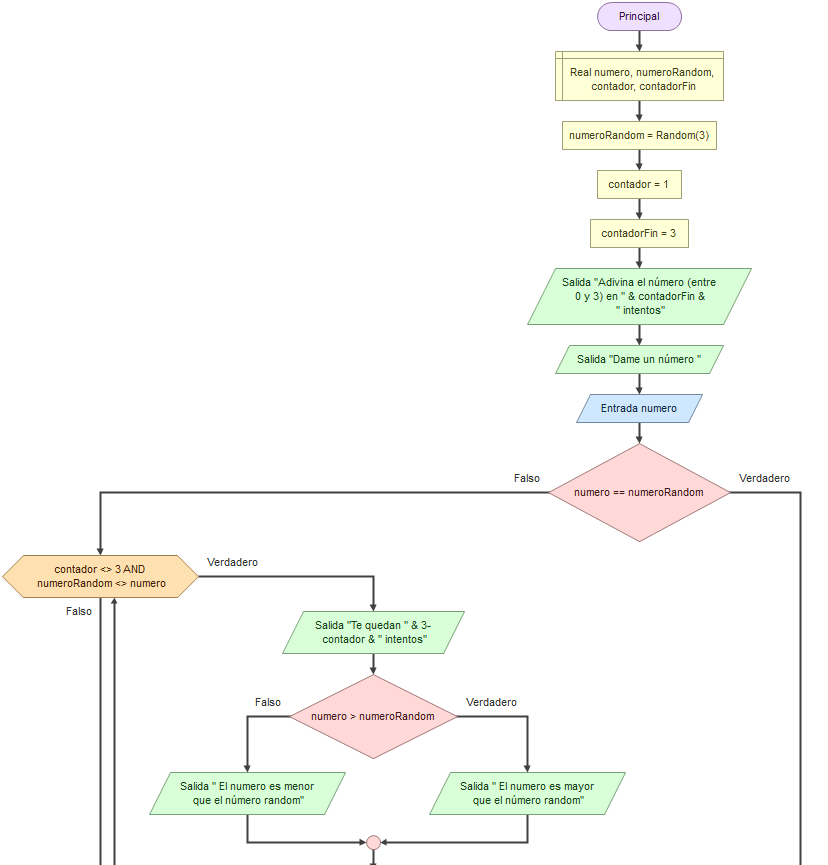 Principal
Real numero, numeroRandom,
contador, contadorFin
numeroRandom = Random(3)
contador = 1
contadorFin = 3
Salida "Adivina el número (entre
0 y 3) en " & contadorFin &
" intentos"
Salida "Dame un número "
Entrada numero
Falso
Verdadero
numero == numeroRandom
contador <> 3 AND
numeroRandom <> numero
Verdadero
Falso
Salida "Te quedan " & 3-
contador & " intentos"
Falso
Verdadero
numero > numeroRandom
Salida " El numero es menor
que el número random"
Salida " El numero es mayor
que el número random"